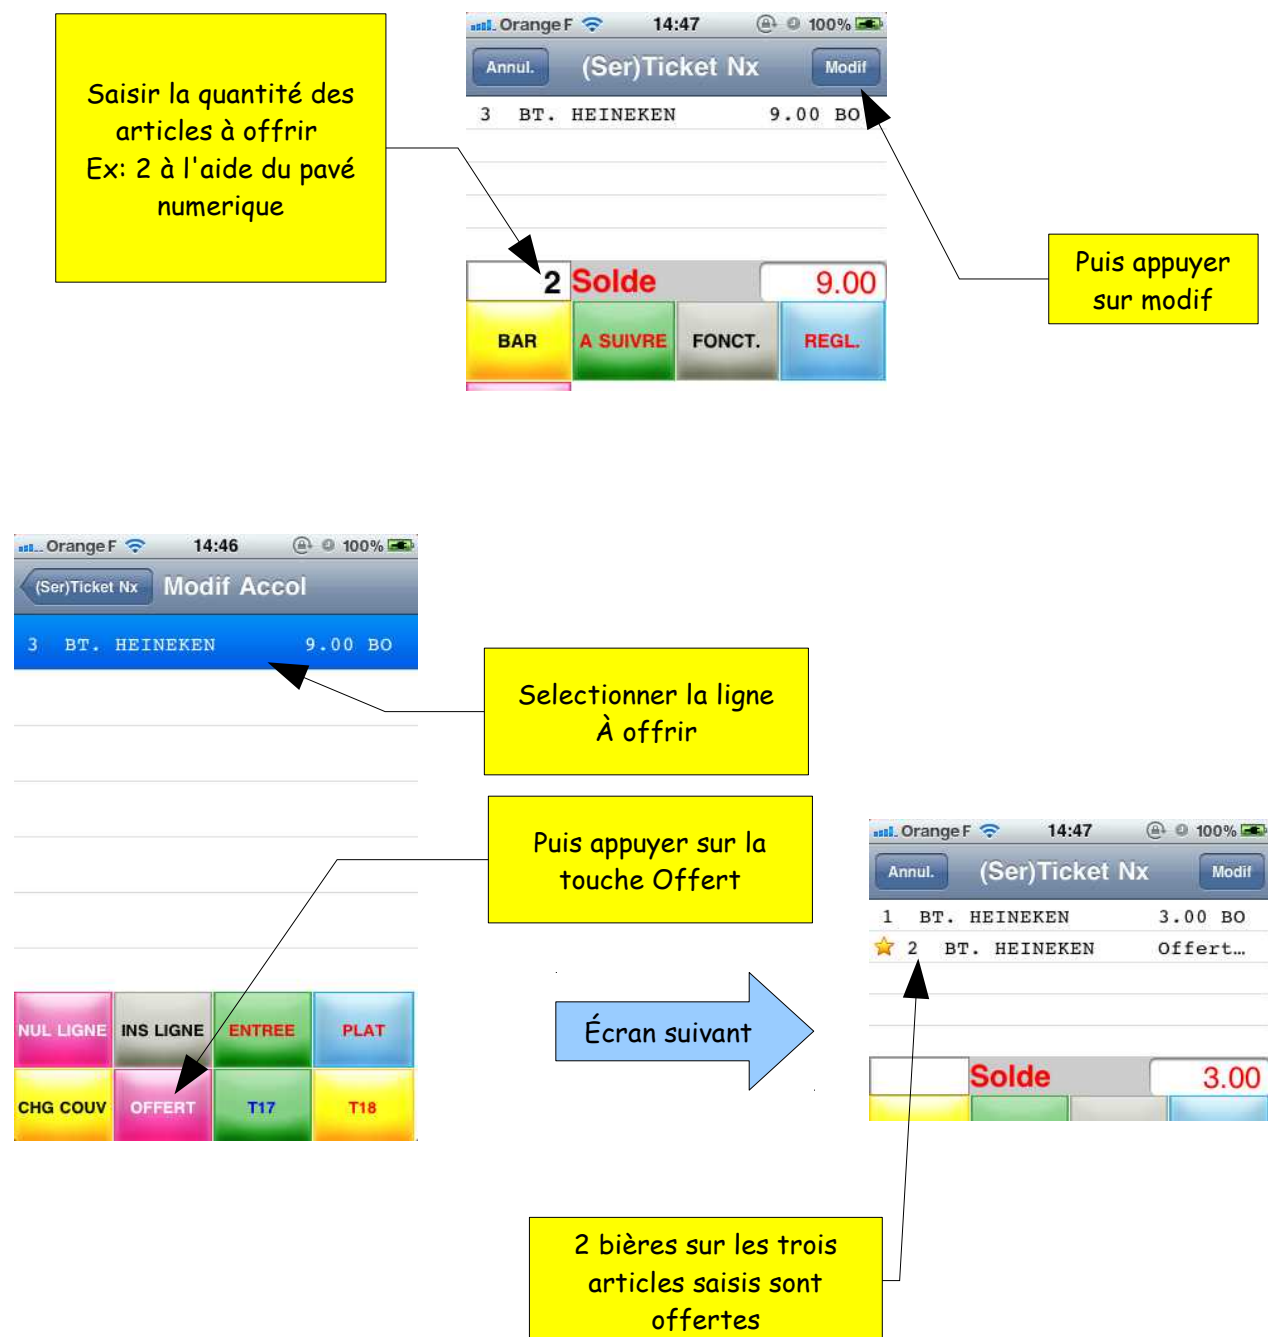 Saisir la quantité des
articles à offrir
Ex: 2 à l'aide du pavé
numerique
Orange F 14:47 100%
Annul. (Ser)Ticket Nx Modif
3 BT. HEINEKEN 9.00 BO
2 Solde 9.00
BAR A SUIVRE FONCT. REGL.
Puis appuyer
sur modif
Orange F 14:46 100%
(Ser)Ticket Nx Modif Accol
3 BT. HEINEKEN 9.00 BO
NUL LIGNE INS LIGNE ENTREE PLAT
CHG COUV OFFERT T17 T18
Selectionner la ligne
À offrir
Puis appuyer sur la
touche Offert
Écran suivant
Orange F 14:47 100%
Annul. (Ser)Ticket Nx Modif
1 BT. HEINEKEN 3.00 BO
2 BT. HEINEKEN Offert…
Solde 3.00
2 bières sur les trois
articles saisis sont
offertes